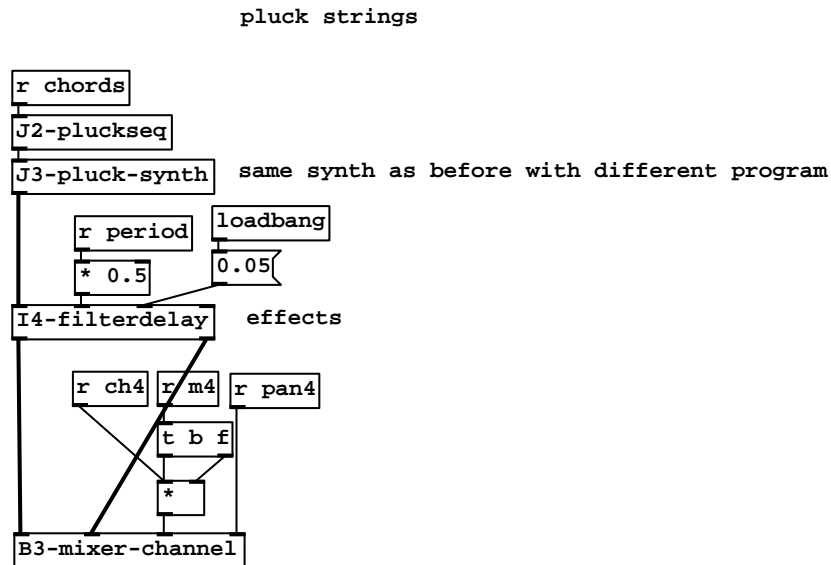 pluck strings
r chords
J2-pluckseq
J3-pluck-synth
same synth as before with different program
r period
loadbang
* 0.5
0.05
I4-filterdelay
effects
r ch4
r m4
r pan4
t b f
*
B3-mixer-channel